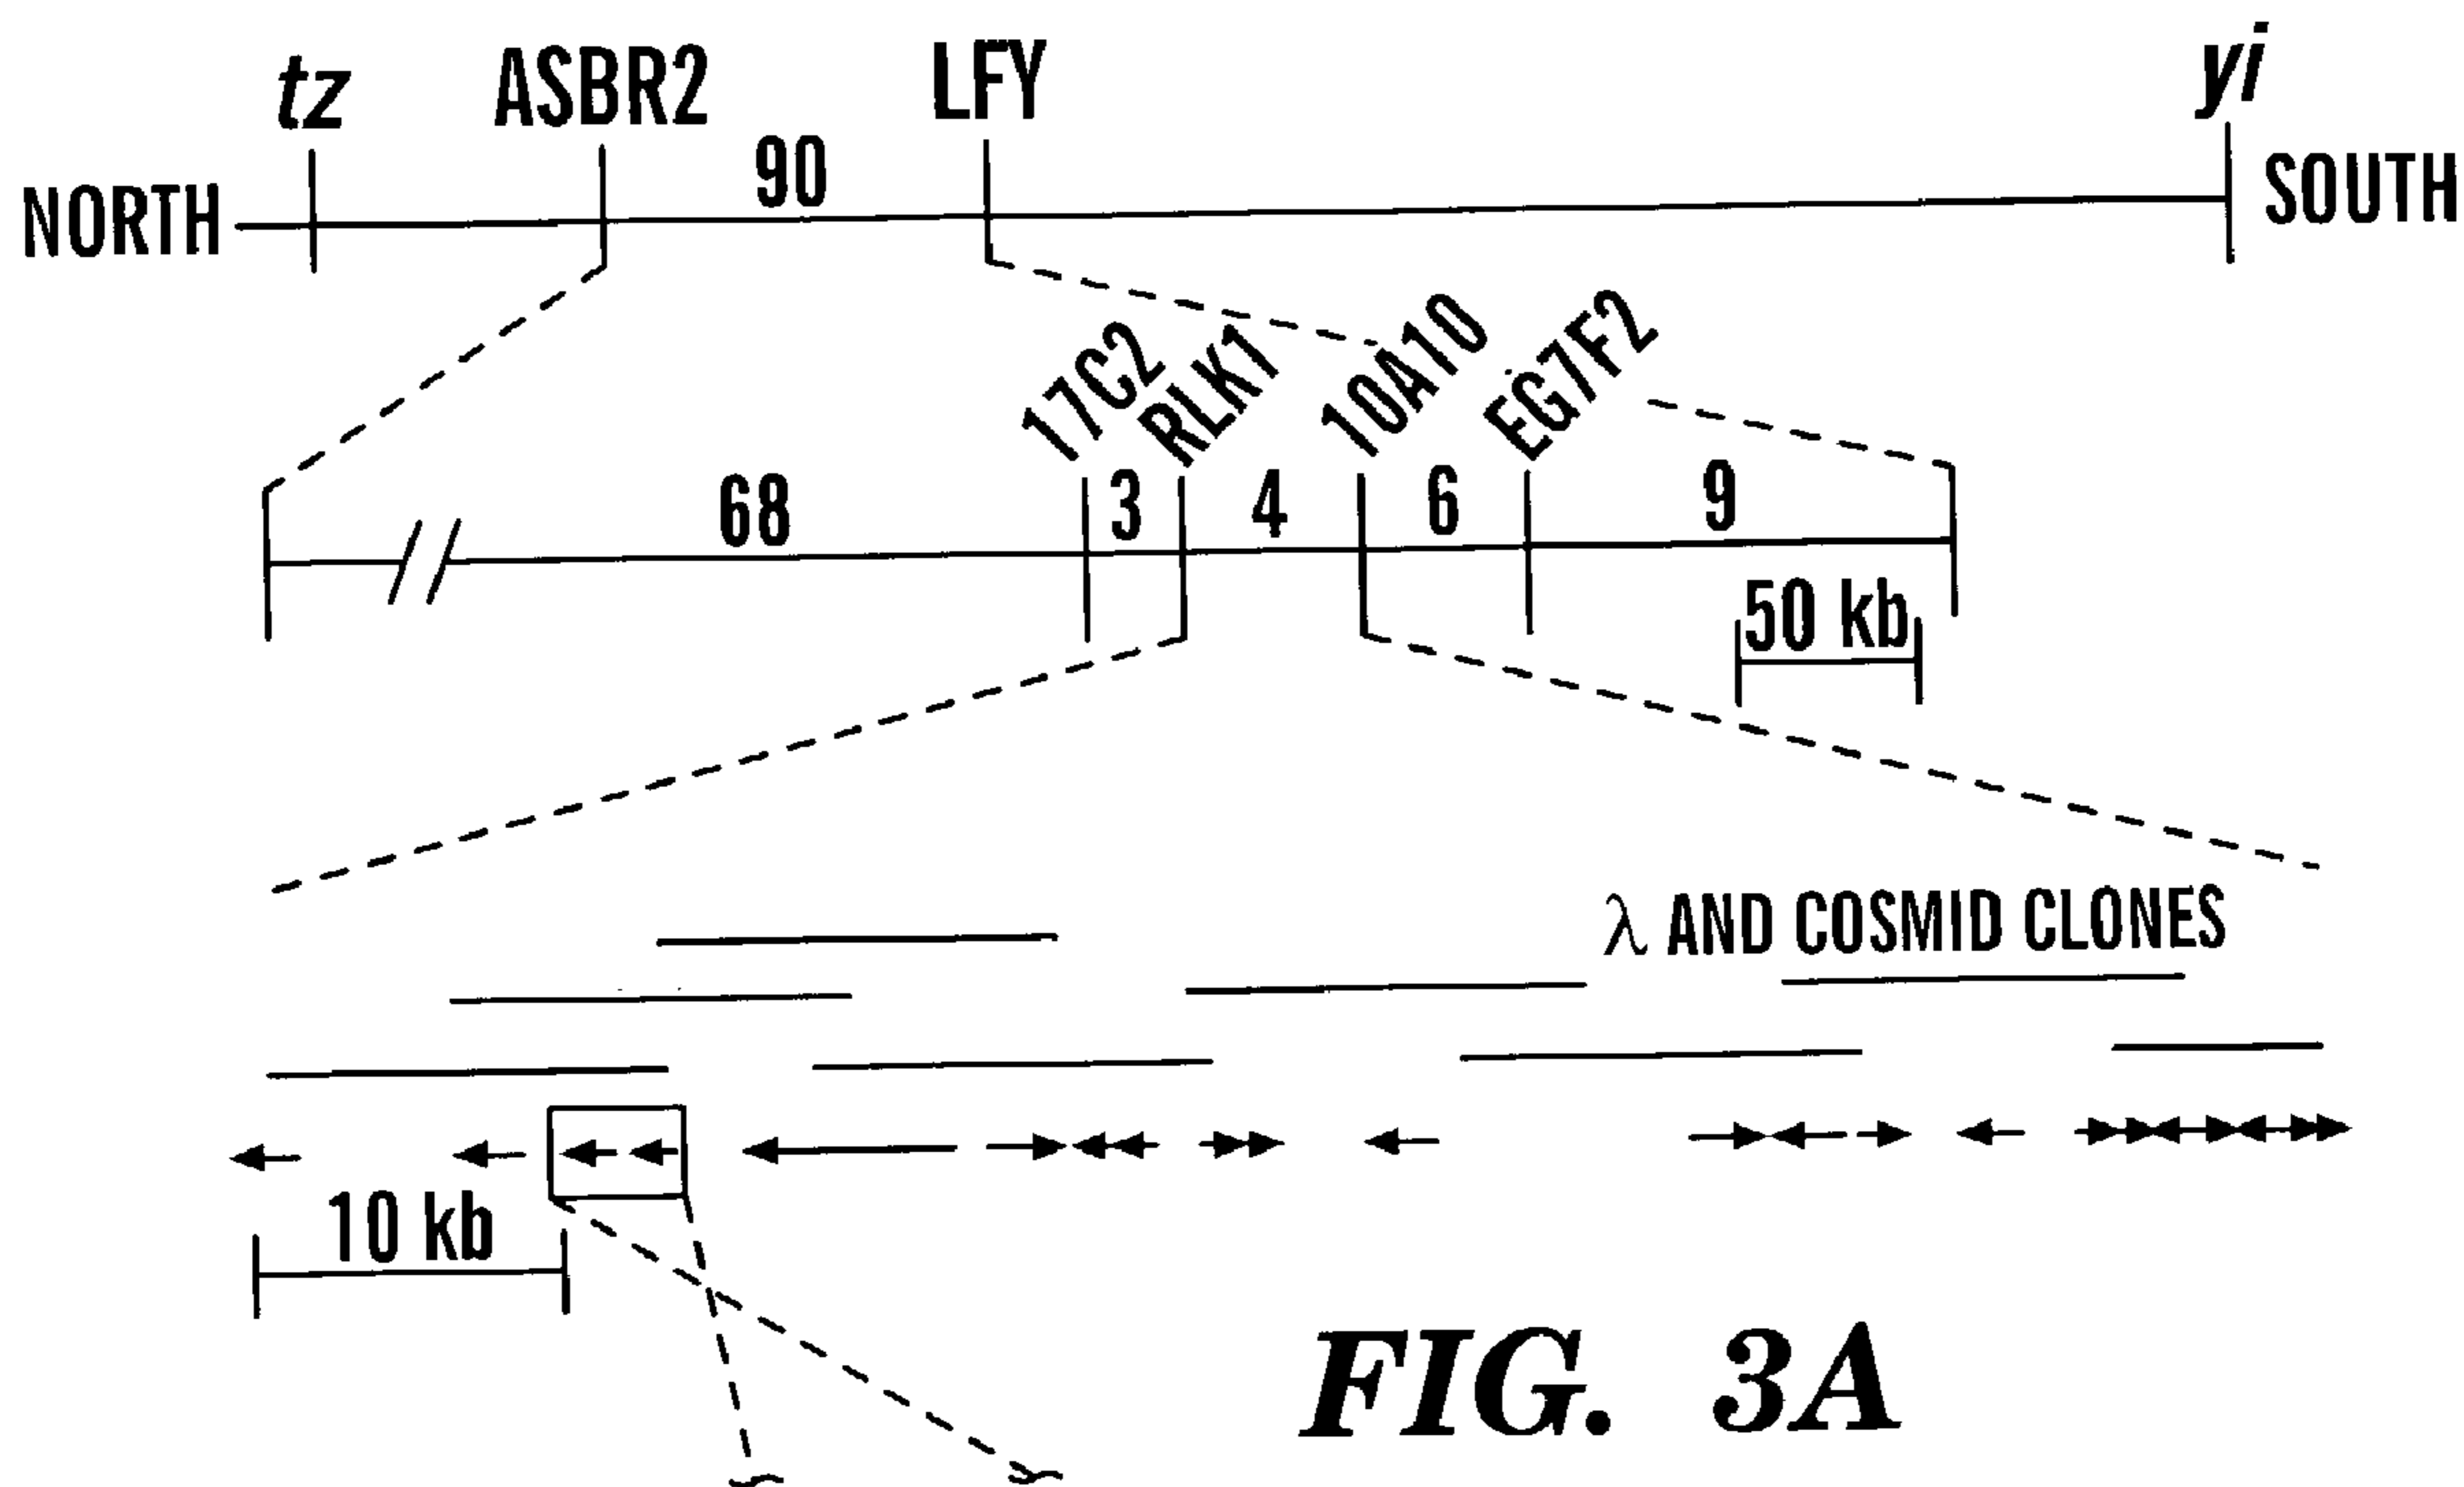 tz ASBR2 LFY yi
90
NORTH SOUTH
17C2 RLK1 10A10 EG7F2
68 3 4 6 9
50 kb
λ AND COSMID CLONES
10 kb
FIG. 3A